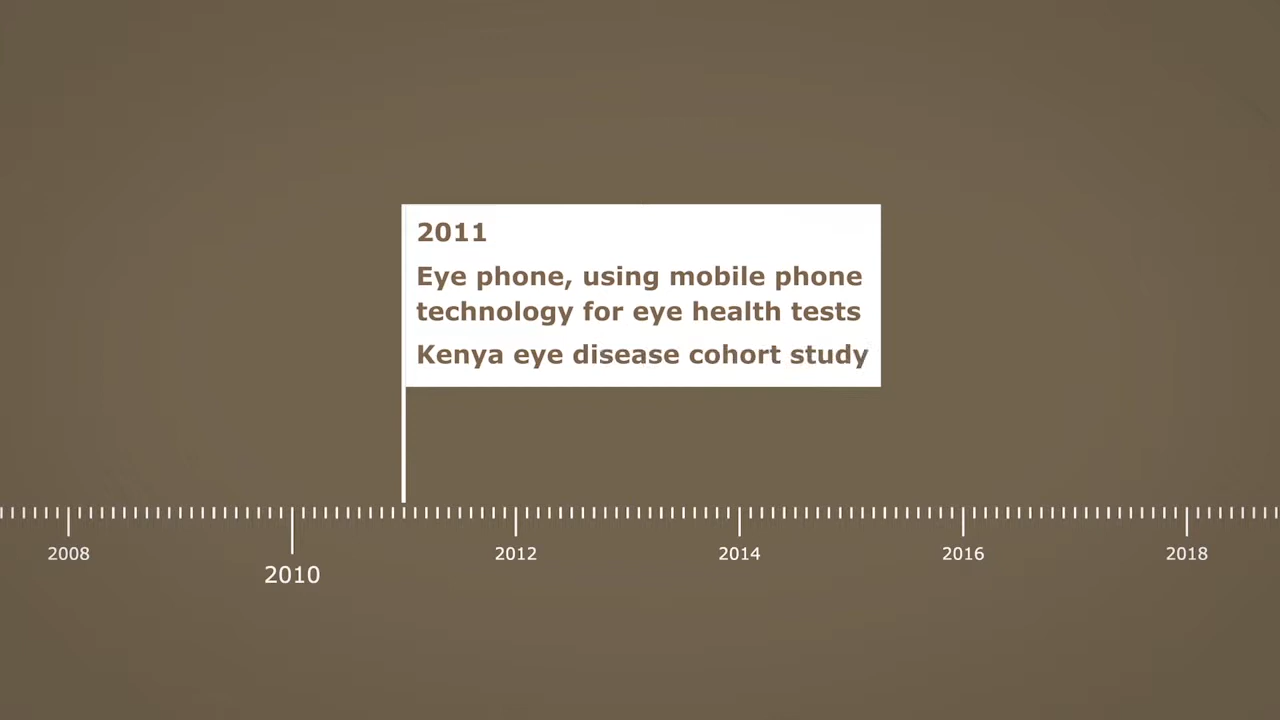 2011
Eye phone, using mobile phone
technology for eye health tests
Kenya eye disease cohort study
2008
2010
2012
2014
2016
2018